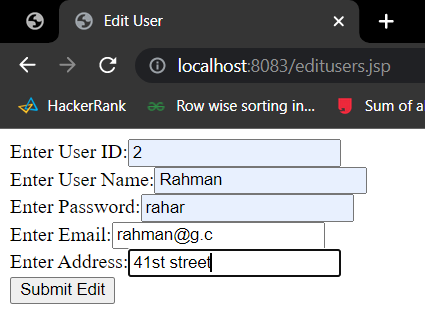 Edit User
localhost:8083/editusers.jsp
HackerRank Row wise sorting in... Sum of a
Enter User ID:2
Enter User Name:Rahman
Enter Password:rahar
Enter Email:rahman@g.c
Enter Address:41st street
Submit Edit